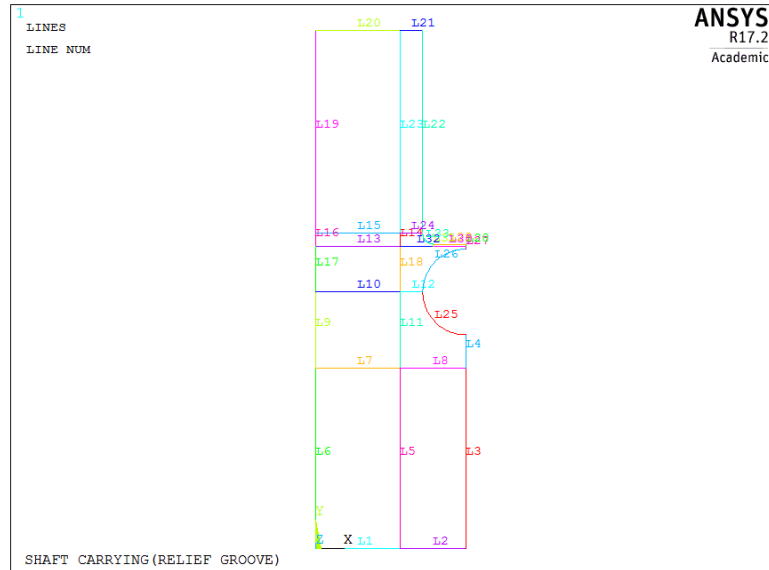 1
LINES
LINE NUM
ANSYS
R17.2
Academic
L20 L21
L19 L23 L22
L15 L24
L16 L14
L13 L32 L27
L17 L18 L26
L10 L12
L9 L11 L25
L4
L7 L8
L6 L5 L3
Y
Z X L1 L2
SHAFT CARRYING(RELIEF GROOVE)